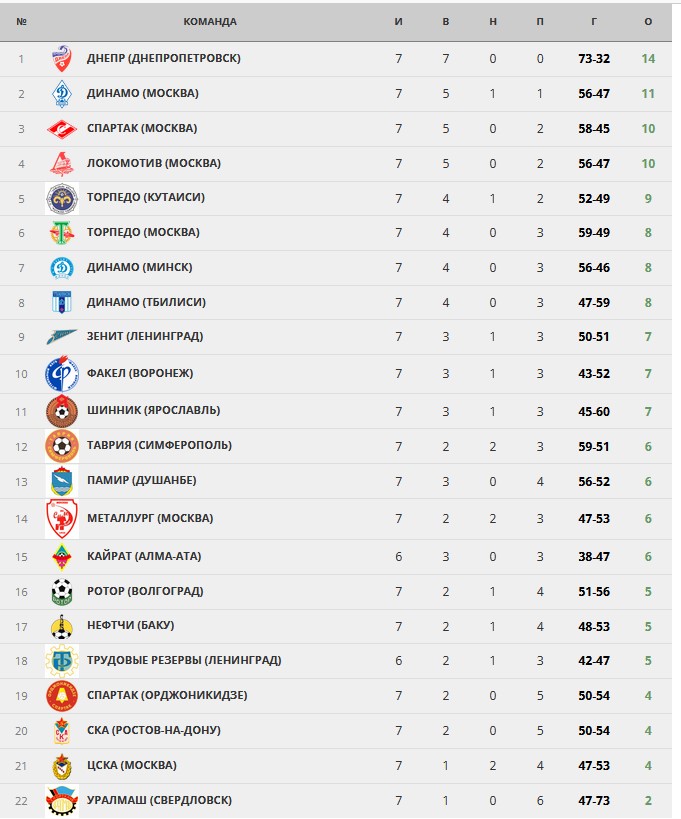 № КОМАНДА И В Н П Г О
1 ДНЕПР (ДНЕПРОПЕТРОВСК) 7 7 0 0 73-32 14
2 ДИНАМО (МОСКВА) 7 5 1 1 56-47 11
3 СПАРТАК (МОСКВА) 7 5 0 2 58-45 10
4 ЛОКОМОТИВ (МОСКВА) 7 5 0 2 56-47 10
5 ТОРПЕДО (КУТАИСИ) 7 4 1 2 52-49 9
6 ТОРПЕДО (МОСКВА) 7 4 0 3 59-49 8
7 ДИНАМО (МИНСК) 7 4 0 3 56-46 8
8 ДИНАМО (ТБИЛИСИ) 7 4 0 3 47-59 8
9 ЗЕНИТ (ЛЕНИНГРАД) 7 3 1 3 50-51 7
10 ФАКЕЛ (ВОРОНЕЖ) 7 3 1 3 43-52 7
11 ШИННИК (ЯРОСЛАВЛЬ) 7 3 1 3 45-60 7
12 ТАВРИЯ (СИМФЕРОПОЛЬ) 7 2 2 3 59-51 6
13 ПАМИР (ДУШАНБЕ) 7 3 0 4 56-52 6
14 МЕТАЛЛУРГ (МОСКВА) 7 2 2 3 47-53 6
15 КАЙРАТ (АЛМА-АТА) 6 3 0 3 38-47 6
16 РОТОР (ВОЛГОГРАД) 7 2 1 4 51-56 5
17 НЕФТЧИ (БАКУ) 7 2 1 4 48-53 5
18 ТРУДОВЫЕ РЕЗЕРВЫ (ЛЕНИНГРАД) 6 2 1 3 42-47 5
19 СПАРТАК (ОРДЖОНИКИДЗЕ) 7 2 0 5 50-54 4
20 СКА (РОСТОВ-НА-ДОНУ) 7 2 0 5 50-54 4
21 ЦСКА (МОСКВА) 7 1 2 4 47-53 4
22 УРАЛМАШ (СВЕРДЛОВСК) 7 1 0 6 47-73 2